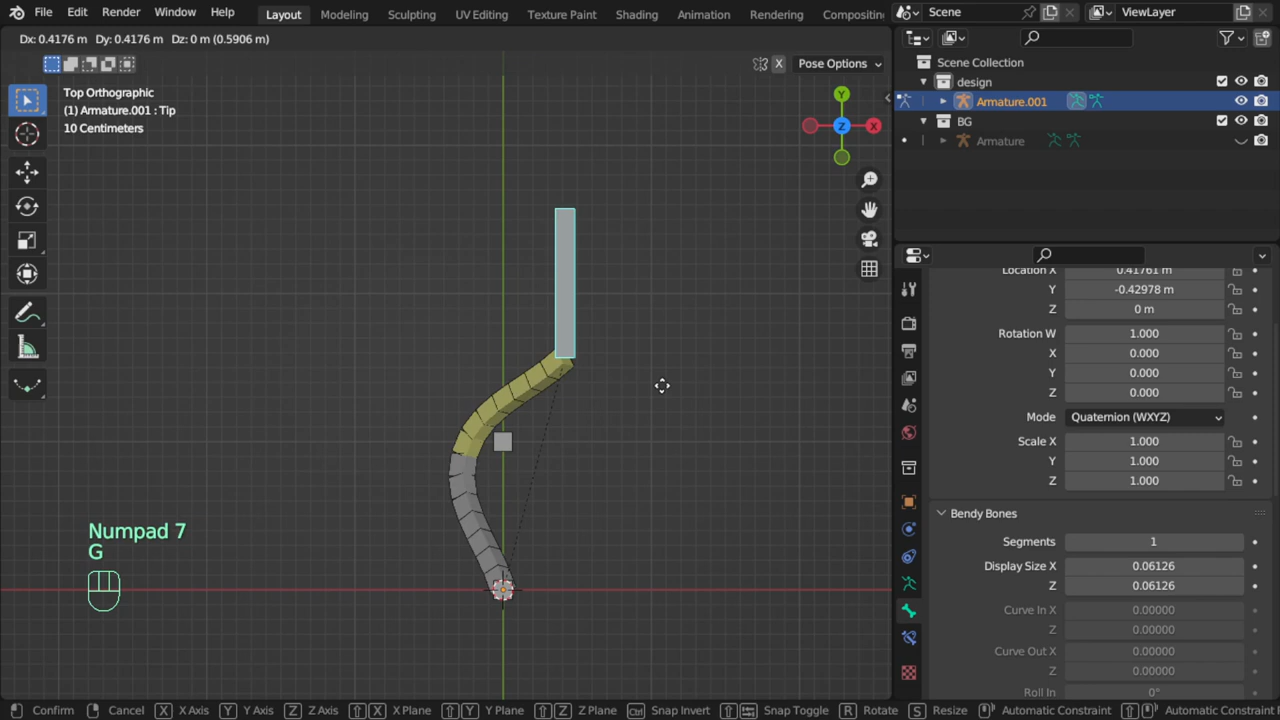 File Edit Render Window Help Layout Modeling Sculpting UV Editing Texture Paint Shading Animation Rendering Compositing Scene ViewLayer
Dx: 0.4176 m Dy: 0.4176 m Dz: 0 m (0.5906 m)
X Pose Options
Top Orthographic
(1) Armature.001 : Tip
10 Centimeters
Y
Z
X
Numpad 7
G
Scene Collection
design
Armature.001
BG
Armature
Location X 0.41761 m
Y -0.42978 m
Z 0 m
Rotation W 1.000
X 0.000
Y 0.000
Z 0.000
Mode Quaternion (WXYZ)
Scale X 1.000
Y 1.000
Z 1.000
Bendy Bones
Segments 1
Display Size X 0.06126
Z 0.06126
Curve In X 0.00000
Z 0.00000
Curve Out X 0.00000
Z 0.00000
Roll In 0°
Confirm Cancel X X Axis Y Y Axis Z Z Axis X X Plane Y Y Plane Z Z Plane Ctrl Snap Invert Snap Toggle R Rotate S Resize Automatic Constraint Automatic Constraint